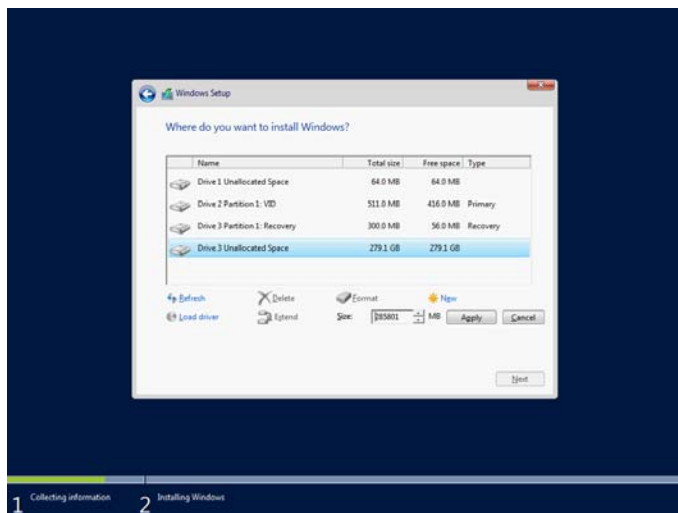 Windows Setup
Where do you want to install Windows?
Name Total size Free space Type
Drive 1 Unallocated Space 64.0 MB 64.0 MB
Drive 2 Partition 1: VID 511.0 MB 416.0 MB Primary
Drive 3 Partition 1: Recovery 300.0 MB 56.0 MB Recovery
Drive 3 Unallocated Space 279.1 GB 279.1 GB
Refresh Delete Format New
Load driver Extend Size: 285801 MB Apply Cancel
Next
1 Collecting information 2 Installing Windows